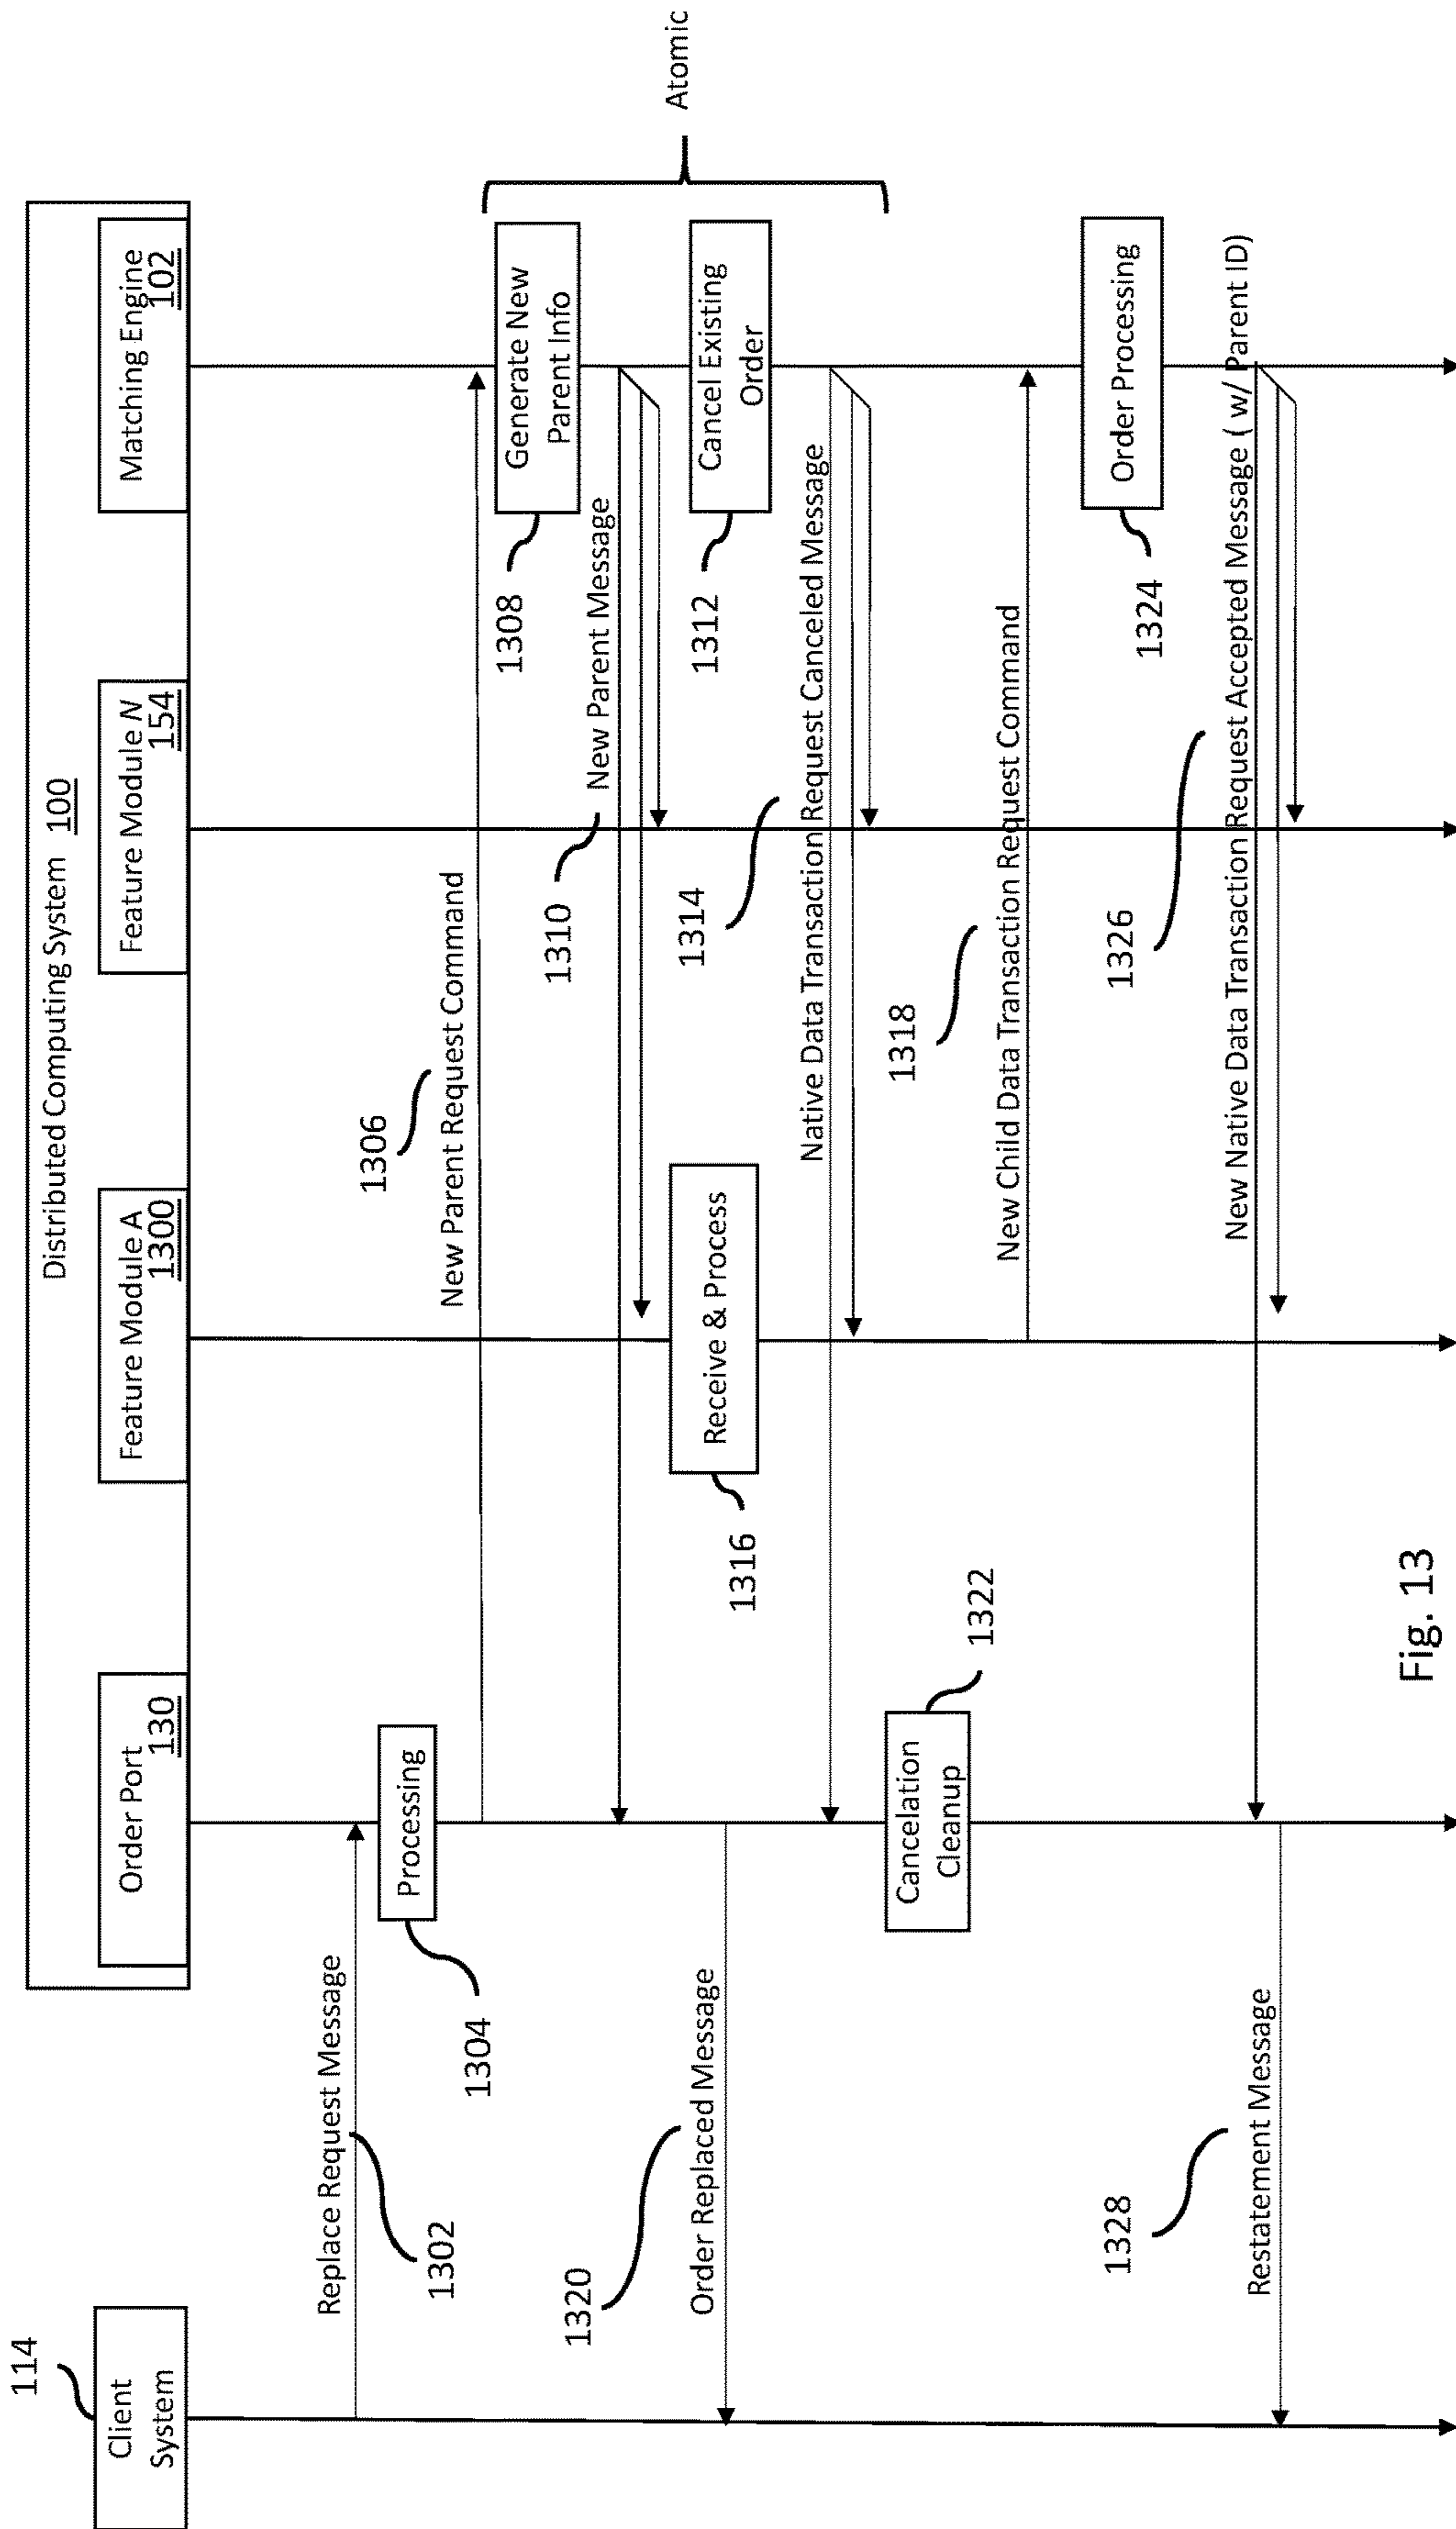 Distributed Computing System 100
114
Client
System
Order Port
130
Feature Module A
1300
Feature Module N
154
Matching Engine
102
Replace Request Message
1302
Processing
1304
1306
New Parent Request Command
Generate New
Parent Info
1308
New Parent Message
1310
Atomic
Cancel Existing
Order
1312
Receive & Process
1316
Order Replaced Message
1320
1314
Native Data Transaction Request Canceled Message
Cancelation
Cleanup
1322
1318
New Child Data Transaction Request Command
Order Processing
1324
1326
New Native Data Transaction Request Accepted Message ( w/ Parent ID)
1328
Restatement Message
Fig. 13